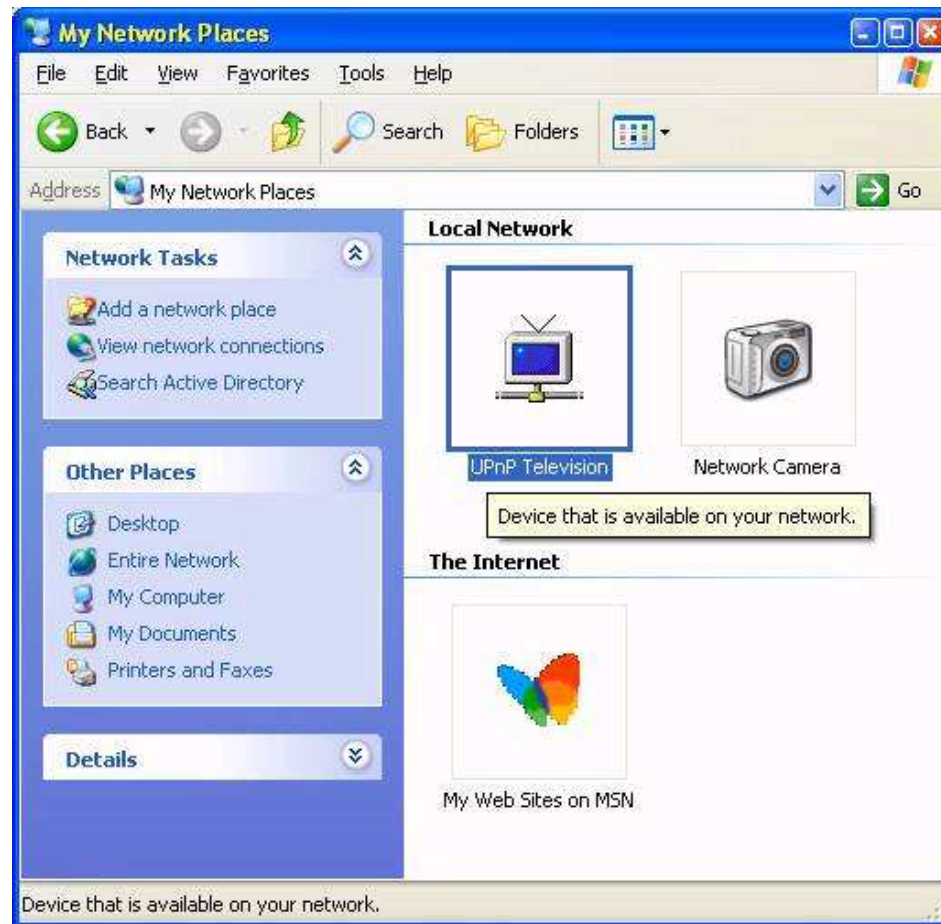 My Network Places
File Edit View Favorites Tools Help
Back Search Folders
Address My Network Places Go
Network Tasks
Add a network place
View network connections
Search Active Directory
Other Places
Desktop
Entire Network
My Computer
My Documents
Printers and Faxes
Details
Local Network
UPnP Television Network Camera
Device that is available on your network.
The Internet
My Web Sites on MSN
Device that is available on your network.